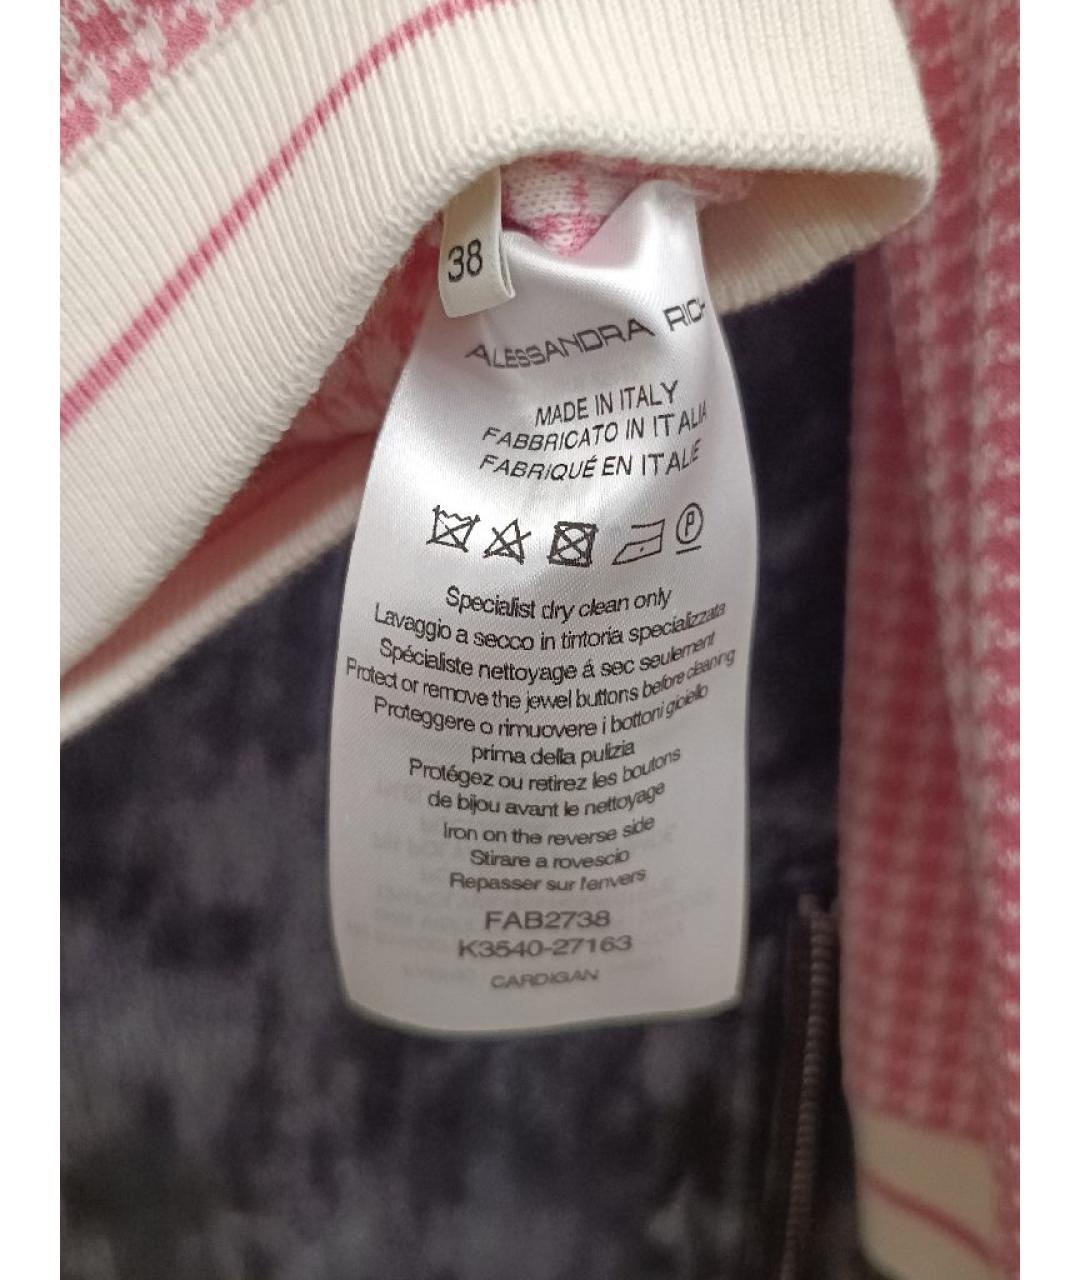 38
ALESSANDRA RICH
MADE IN ITALY
FABBRICATO IN ITALIA
FABRIQUÉ EN ITALIE
P
Specialist dry clean only
Lavaggio a secco in tintoria specializzata
Spécialiste nettoyage á sec seulement
Protect or remove the jewel buttons before cleaning
Proteggere o rimuovere i bottoni gioiello
prima della pulizia
Protégez ou retirez les boutons
de bijou avant le nettoyage
Iron on the reverse side
Stirare a rovescio
Repasser sur l'envers
FAB2738
K3540-27163
CARDIGAN